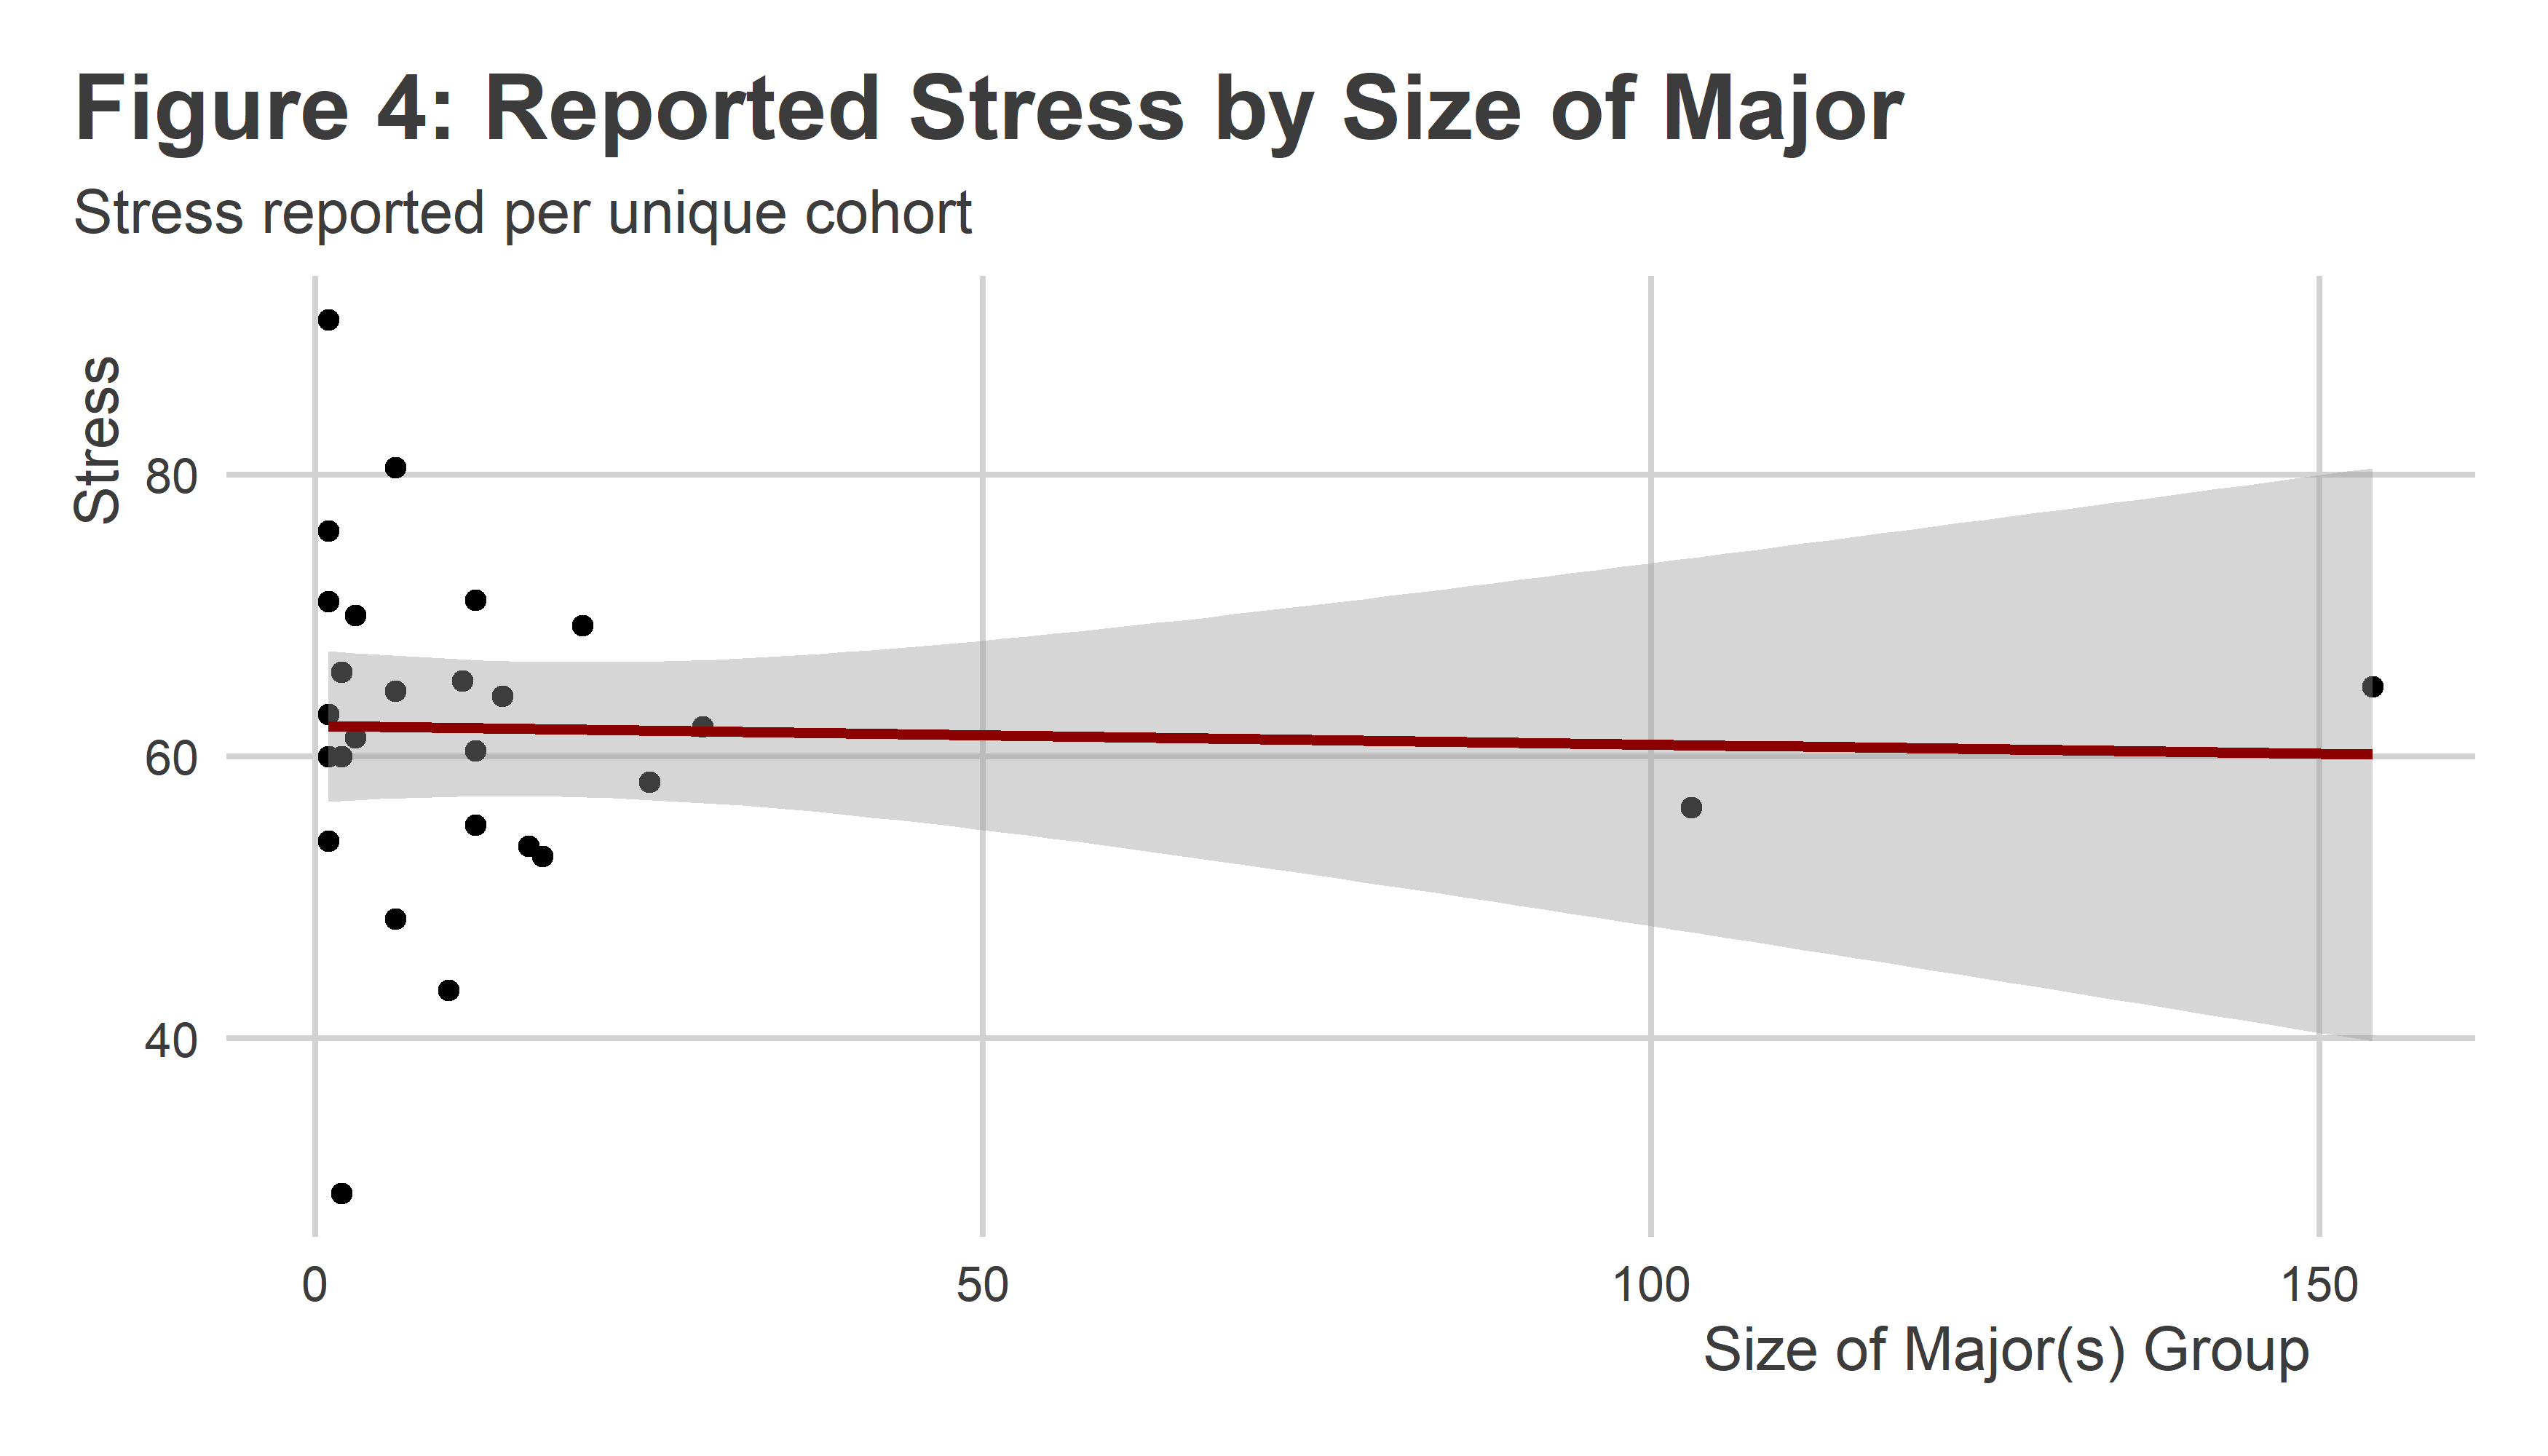 Figure 4: Reported Stress by Size of Major
Stress reported per unique cohort
Stress
80
60
40
0 50 100 150
Size of Major(s) Group